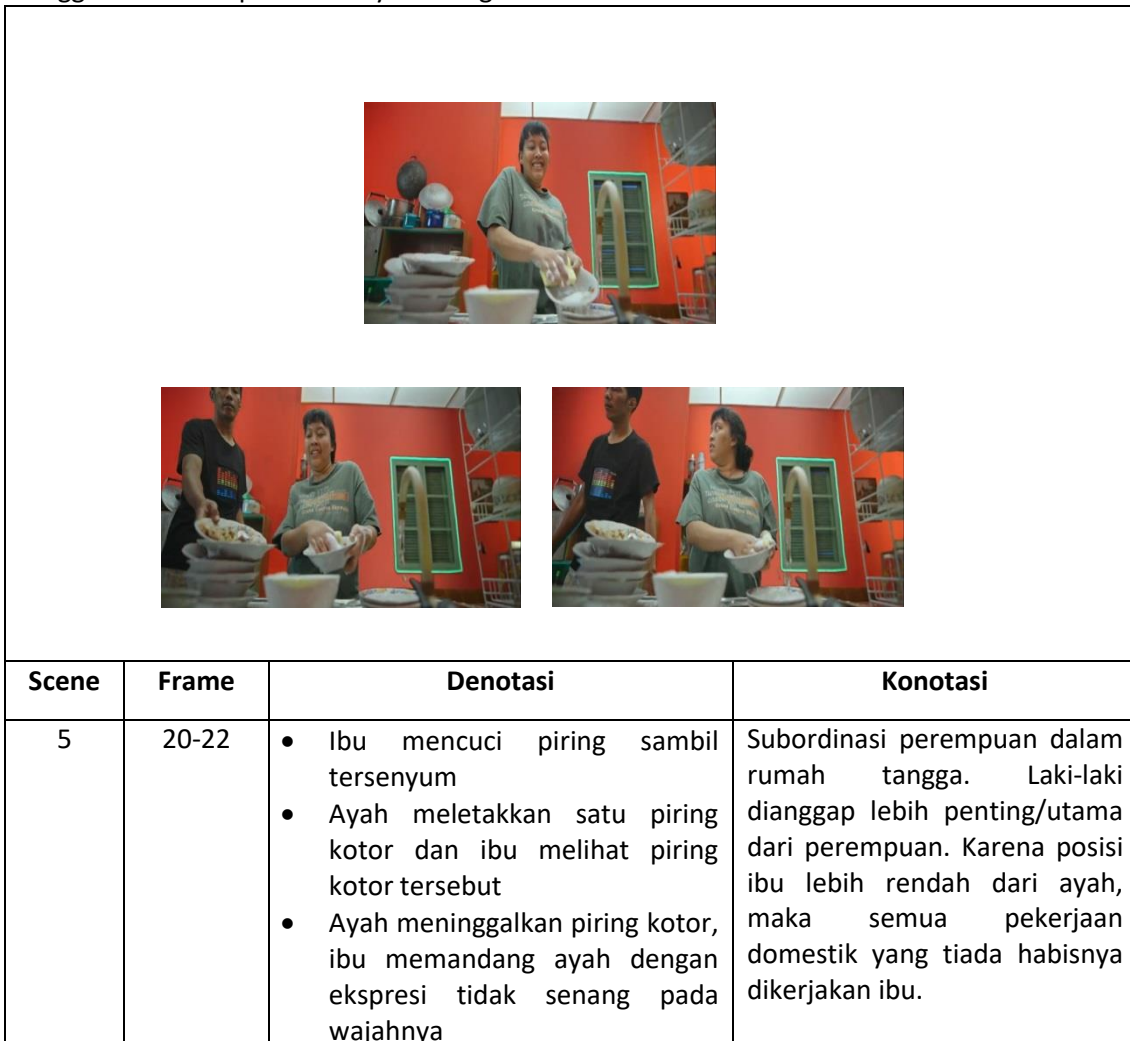 Scene
Frame
Denotasi
Konotasi
5
20-22
• Ibu mencuci piring sambil
tersenyum
• Ayah meletakkan satu piring
kotor dan ibu melihat piring
kotor tersebut
• Ayah meninggalkan piring kotor,
ibu memandang ayah dengan
ekspresi tidak senang pada
wajahnya
Subordinasi perempuan dalam
rumah tangga. Laki-laki
dianggap lebih penting/utama
dari perempuan. Karena posisi
ibu lebih rendah dari ayah,
maka semua pekerjaan
domestik yang tiada habisnya
dikerjakan ibu.